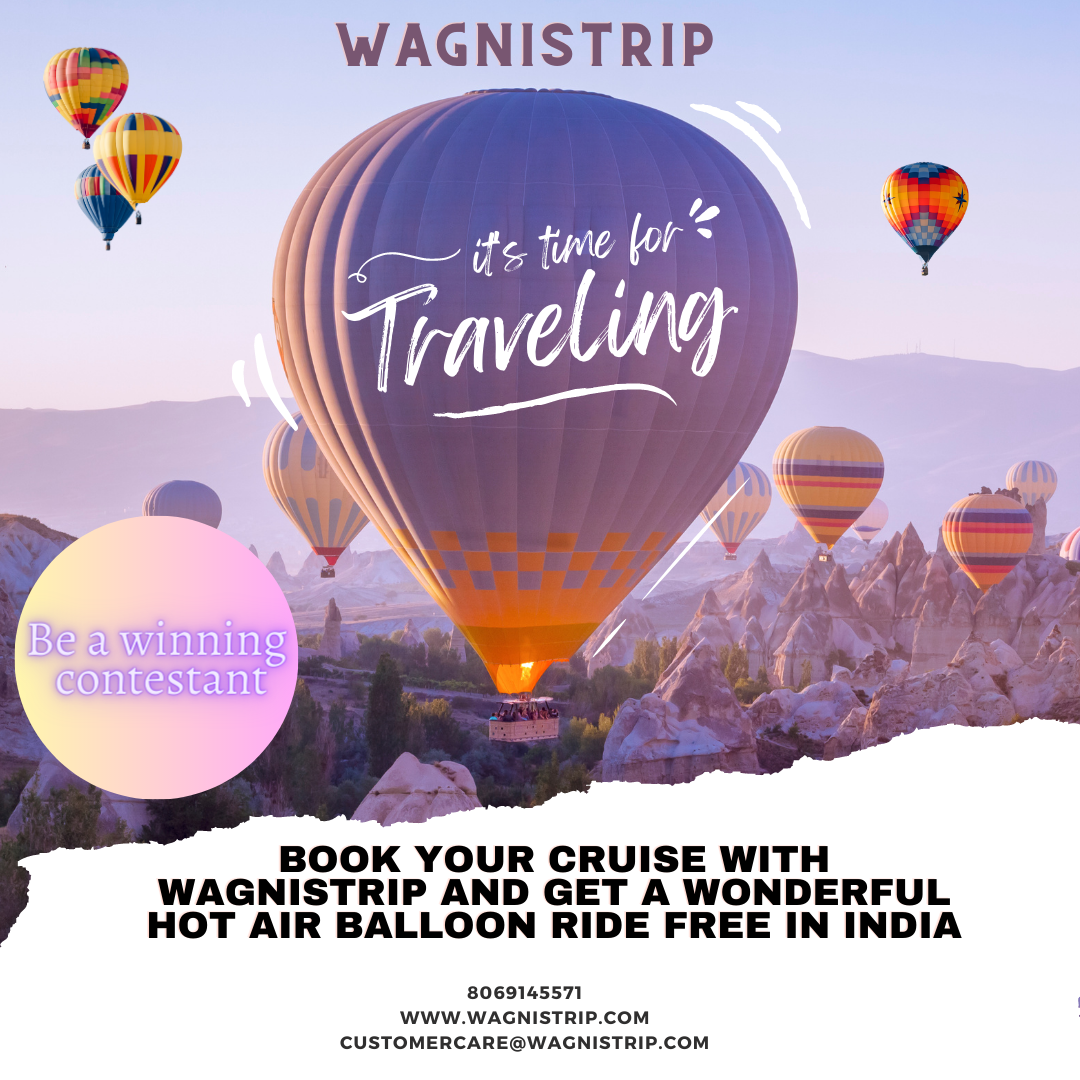 WAGNISTRIP
it's time for
Traveling
Be a winning
contestant
BOOK YOUR CRUISE WITH
WAGNISTRIP AND GET A WONDERFUL
HOT AIR BALLOON RIDE FREE IN INDIA
8069145571
WWW.WAGNISTRIP.COM
CUSTOMERCARE@WAGNISTRIP.COM